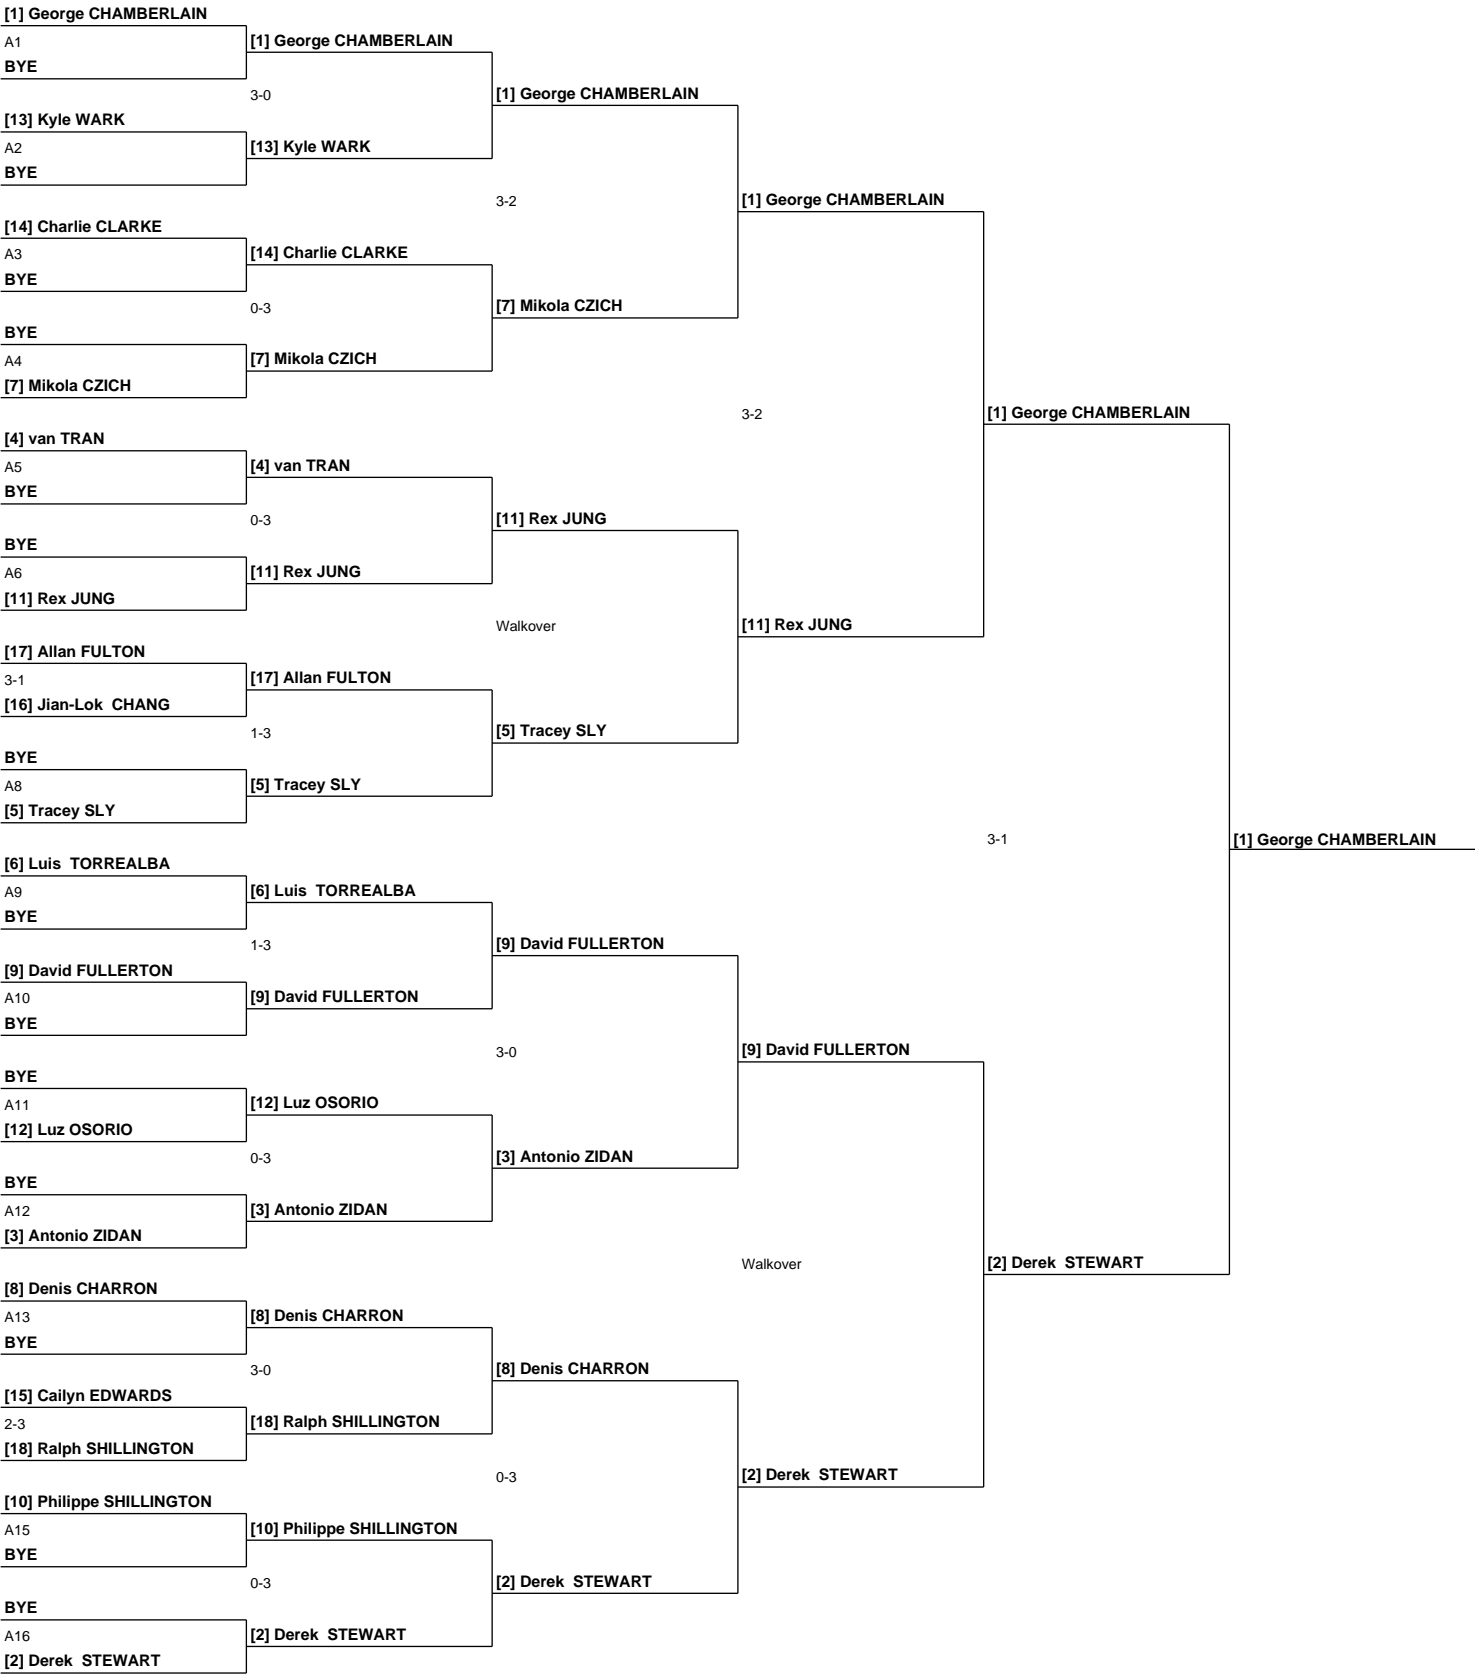 [1] George CHAMBERLAIN
A1
[1] George CHAMBERLAIN
BYE
3-0
[1] George CHAMBERLAIN
[13] Kyle WARK
A2
[13] Kyle WARK
BYE
3-2
[1] George CHAMBERLAIN
[14] Charlie CLARKE
A3
[14] Charlie CLARKE
BYE
0-3
[7] Mikola CZICH
BYE
A4
[7] Mikola CZICH
[7] Mikola CZICH
3-2
[1] George CHAMBERLAIN
[4] van TRAN
A5
[4] van TRAN
BYE
0-3
[11] Rex JUNG
BYE
A6
[11] Rex JUNG
[11] Rex JUNG
Walkover
[11] Rex JUNG
[17] Allan FULTON
3-1
[17] Allan FULTON
[16] Jian-Lok  CHANG
1-3
[5] Tracey SLY
BYE
A8
[5] Tracey SLY
[5] Tracey SLY
3-1
[1] George CHAMBERLAIN
[6] Luis  TORREALBA
A9
[6] Luis  TORREALBA
BYE
1-3
[9] David FULLERTON
[9] David FULLERTON
A10
[9] David FULLERTON
BYE
3-0
[9] David FULLERTON
BYE
A11
[12] Luz OSORIO
[12] Luz OSORIO
0-3
[3] Antonio ZIDAN
BYE
A12
[3] Antonio ZIDAN
[3] Antonio ZIDAN
Walkover
[2] Derek  STEWART
[8] Denis CHARRON
A13
[8] Denis CHARRON
BYE
3-0
[8] Denis CHARRON
[15] Cailyn EDWARDS
2-3
[18] Ralph SHILLINGTON
[18] Ralph SHILLINGTON
0-3
[2] Derek  STEWART
[10] Philippe SHILLINGTON
A15
[10] Philippe SHILLINGTON
BYE
0-3
[2] Derek  STEWART
BYE
A16
[2] Derek  STEWART
[2] Derek  STEWART